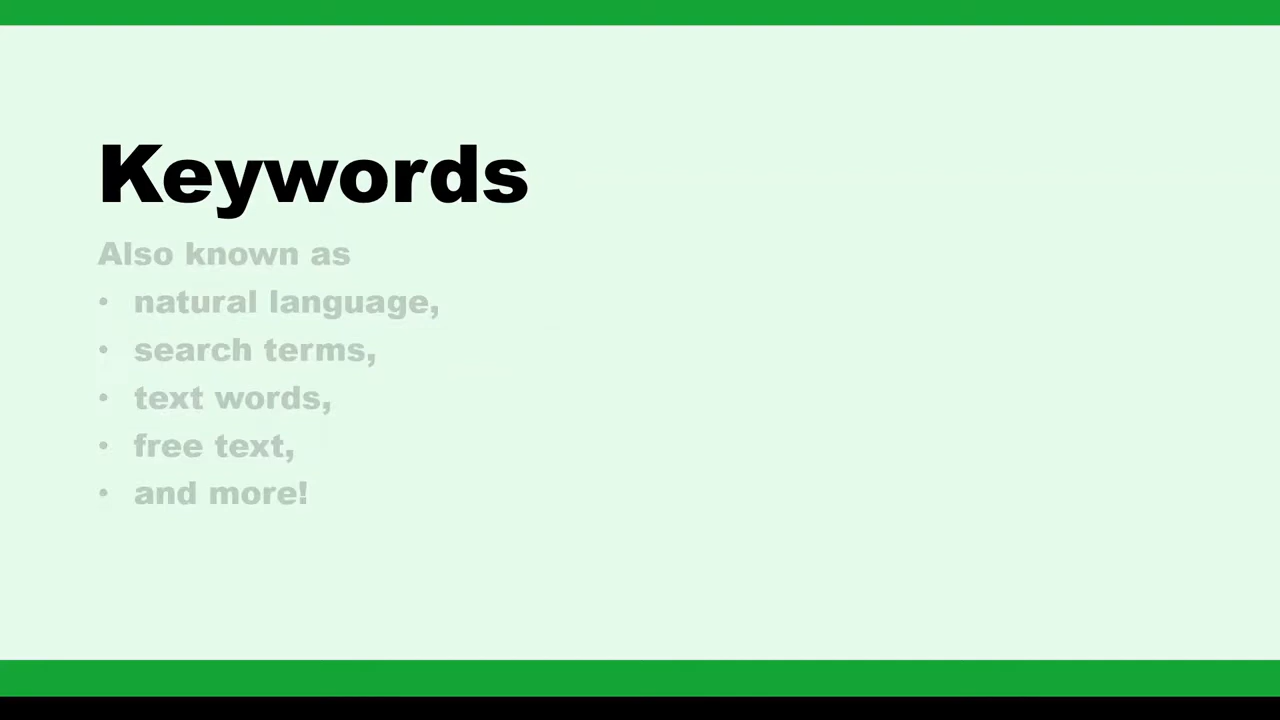 Keywords
Also known as
• natural language,
• search terms,
• text words,
• free text,
• and more!